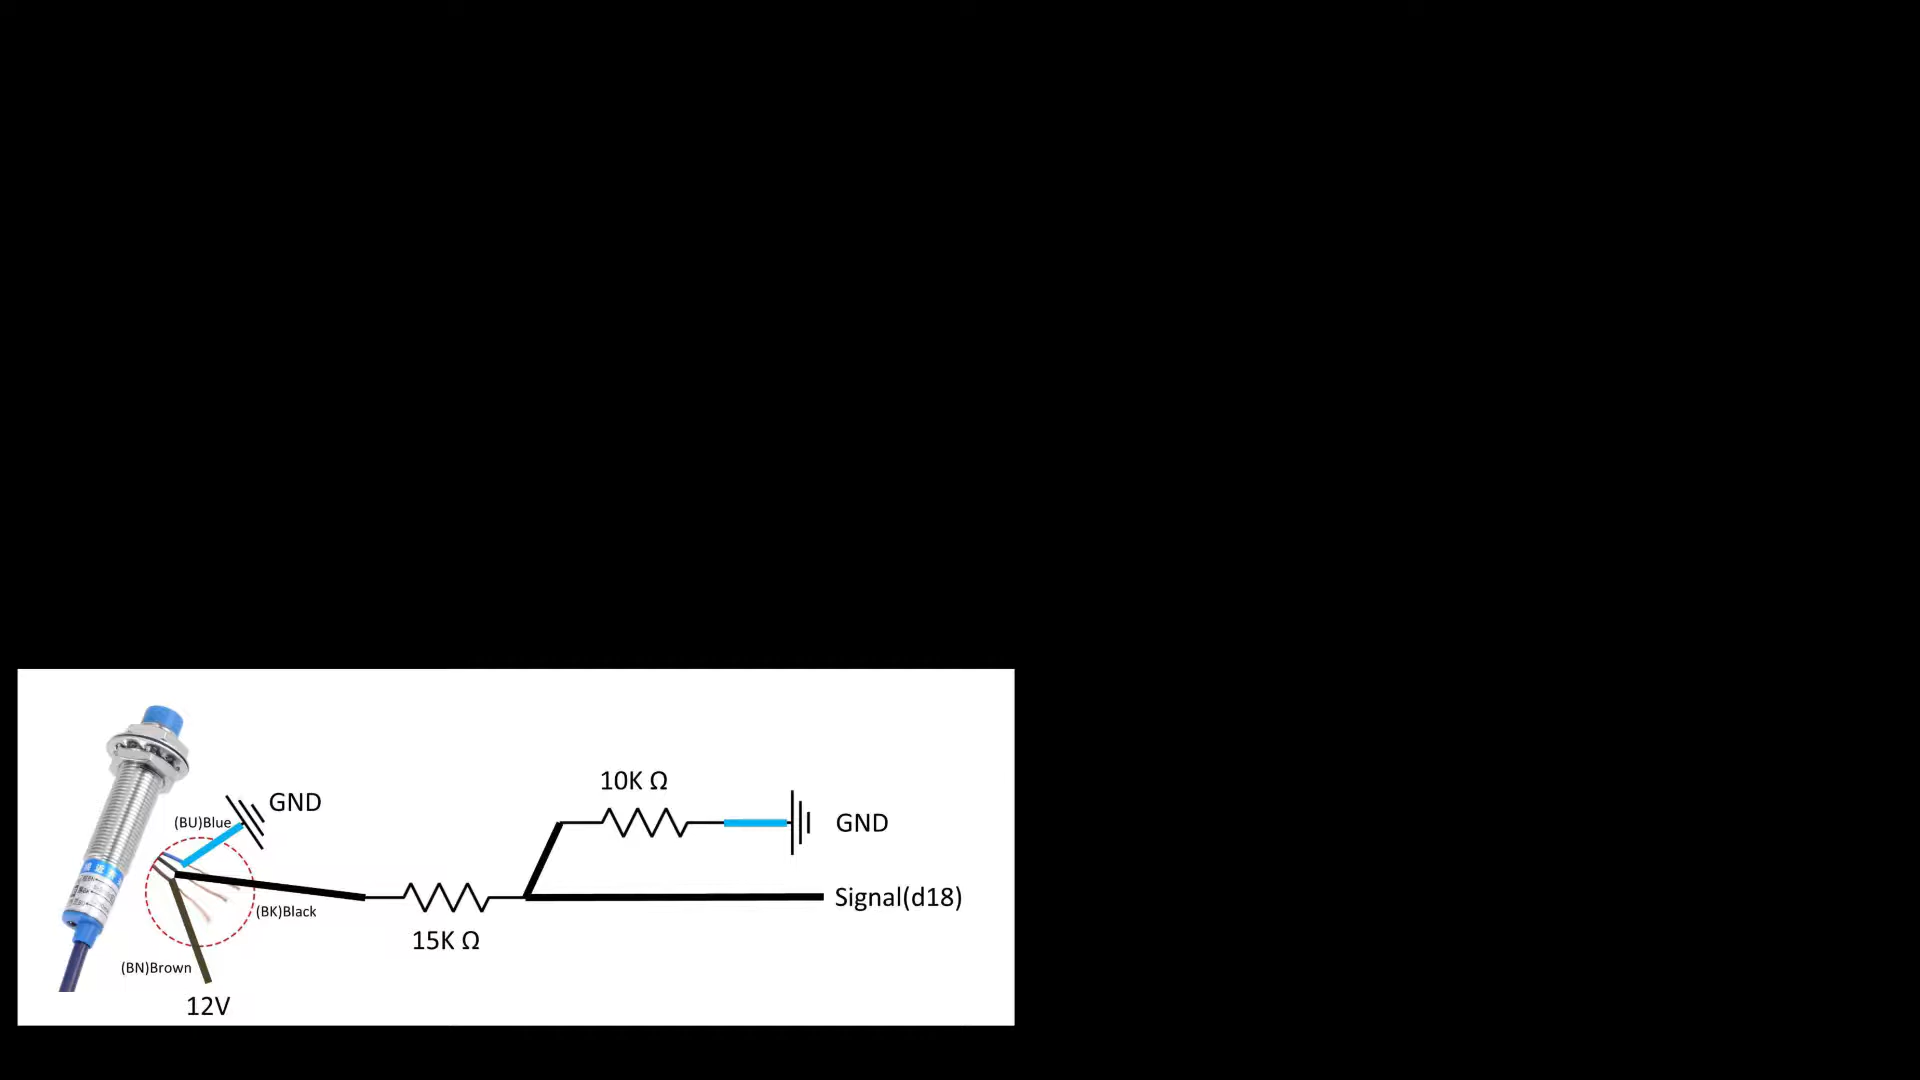 10K Ω
GND
(BU)Blue
GND
Signal(d18)
(BK)Black
15K Ω
(BN)Brown
12V